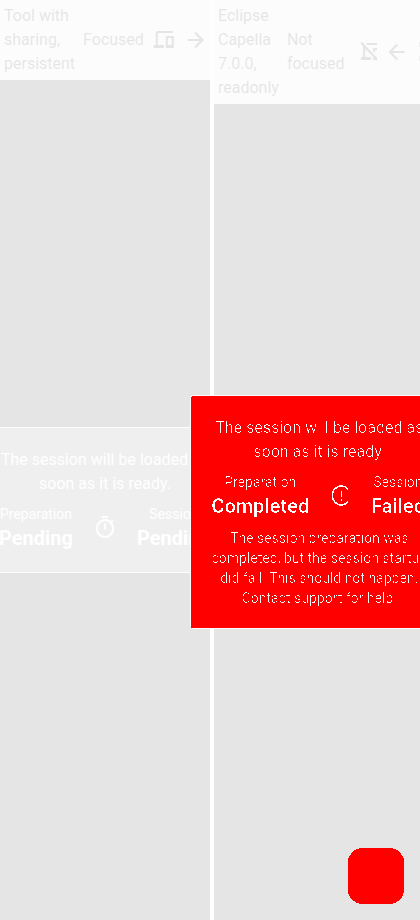 Tool with
sharing,
persistent
Focused
Eclipse
Capella
7.0.0,
readonly
Not
focused
The session will be loaded
soon as it is ready.
Preparation
Sessio
Pending
Pendi
The session will be loaded as
soon as it is ready
Preparation
Session
Completed
Failed
The session preparation was
completed, but the session startu
did fail. This should not happen.
Contact support for help